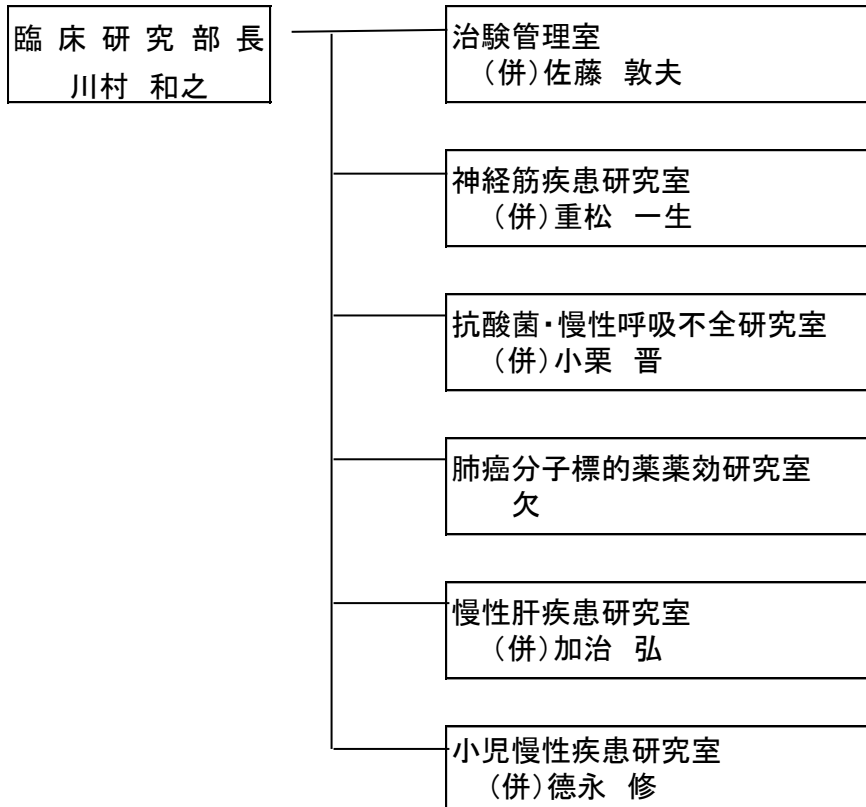 臨床研究部長
川村 和之
治験管理室
(併)佐藤 敦夫
神経筋疾患研究室
(併)重松 一生
抗酸菌・慢性呼吸不全研究室
(併)小栗 晋
肺癌分子標的薬薬効研究室
欠
慢性肝疾患研究室
(併)加治 弘
小児慢性疾患研究室
(併)德永 修